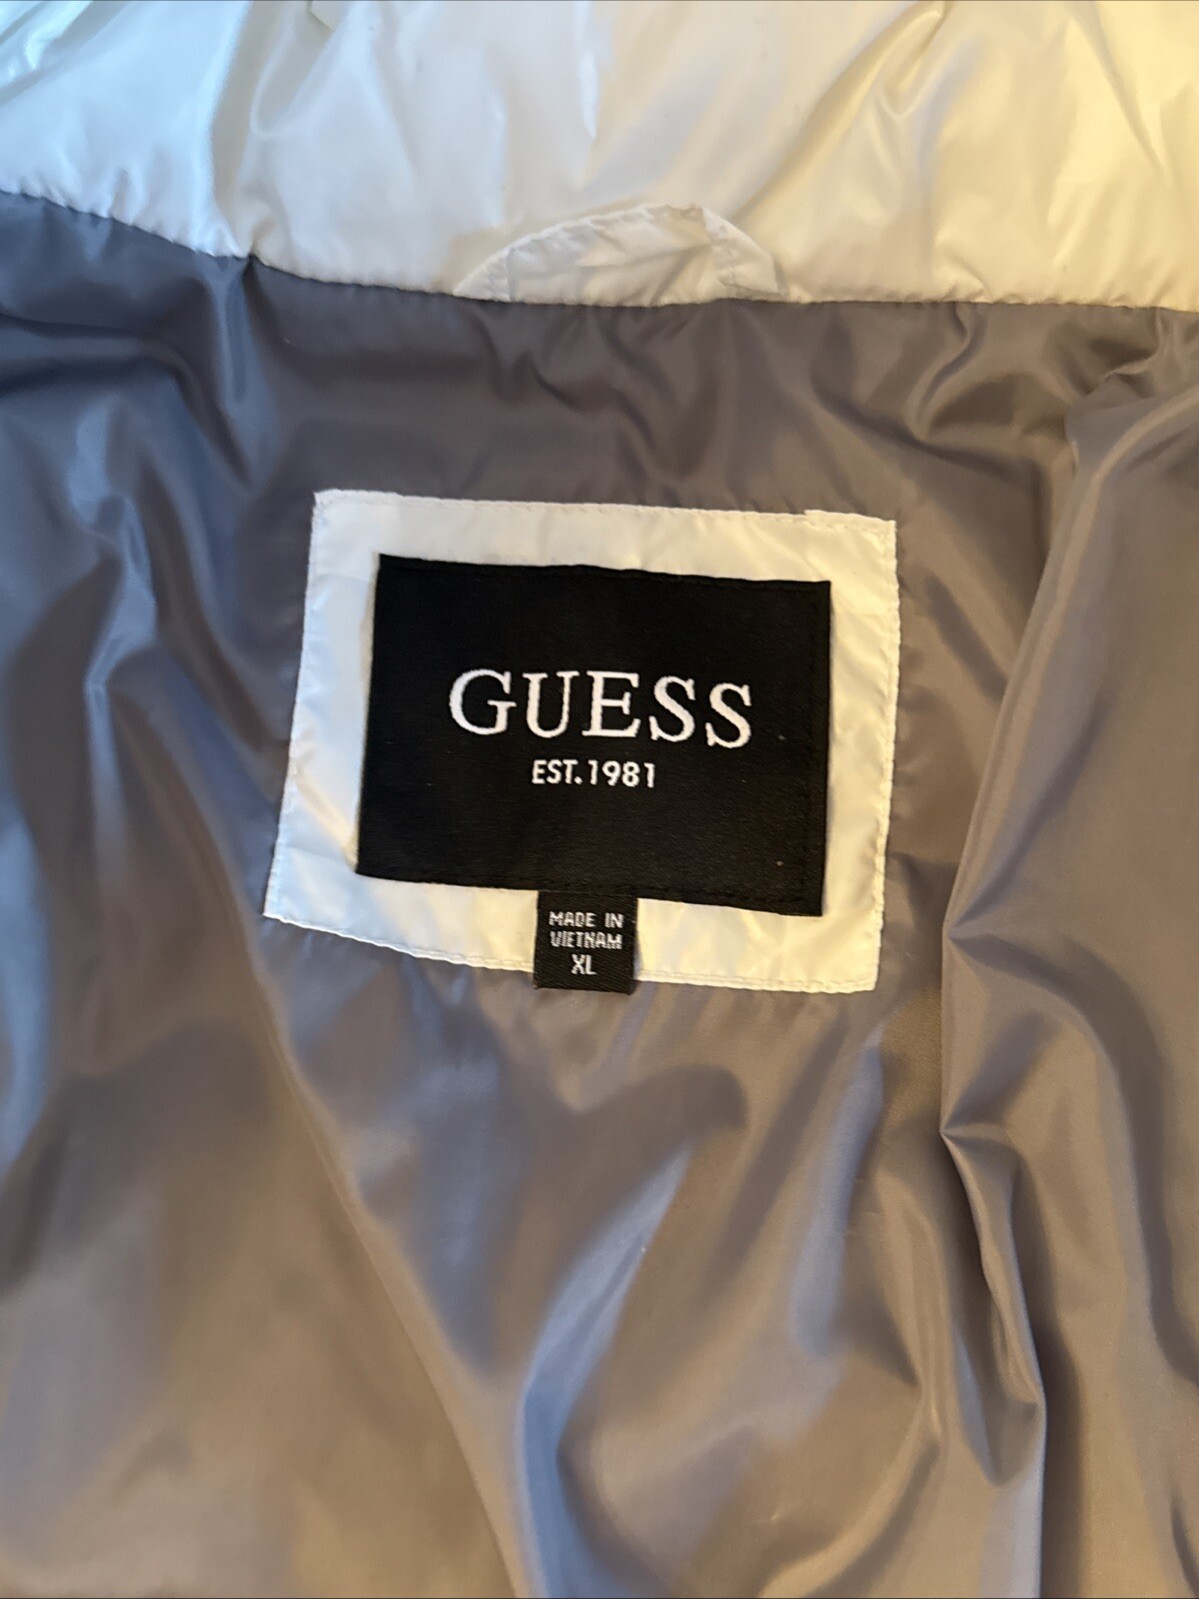 GUESS
EST. 1981
MADE IN
VIETNAM
XL